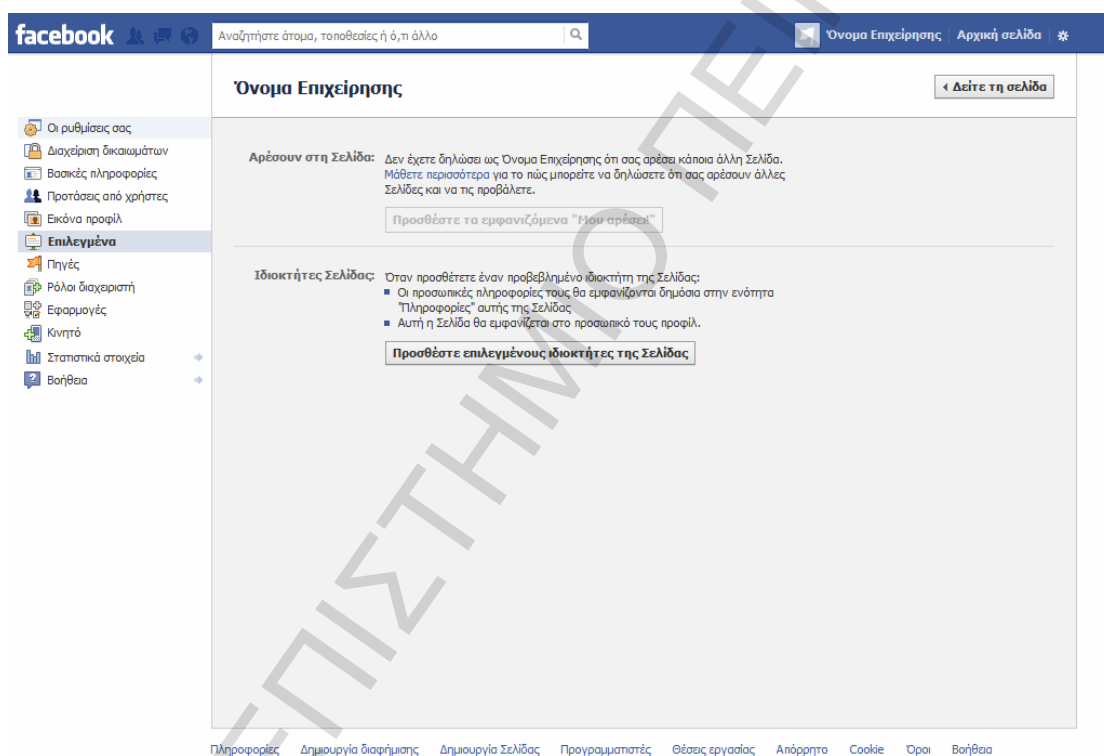 facebook
Αναζητήστε άτομα, τοποθεσίες ή ό,τι άλλο
Όνομα Επιχείρησης Αρχική σελίδα
Όνομα Επιχείρησης
Δείτε τη σελίδα
Οι ρυθμίσεις σας
Διαχείριση δικαιωμάτων
Βασικές πληροφορίες
Προτάσεις από χρήστες
Εικόνα προφίλ
Επιλεγμένα
Πηγές
Ρόλοι διαχειριστή
Εφαρμογές
Κινητό
Στατιστικά στοιχεία
Βοήθεια
Αρέσουν στη Σελίδα: Δεν έχετε δηλώσει ως Όνομα Επιχείρησης ότι σας αρέσει κάποια άλλη Σελίδα.
Μάθετε περισσότερα για το πώς μπορείτε να δηλώσετε ότι σας αρέσουν άλλες
Σελίδες και να τις προβάλετε.
Προσθέστε τα εμφανιζόμενα "Μου αρέσει!"
Ιδιοκτήτες Σελίδας: Όταν προσθέτετε έναν προβεβλημένο ιδιοκτήτη της Σελίδας:
Οι προσωπικές πληροφορίες τους θα εμφανίζονται δημόσια στην ενότητα
"Πληροφορίες" αυτής της Σελίδας
Αυτή η Σελίδα θα εμφανίζεται στο προσωπικό τους προφίλ.
Προσθέστε επιλεγμένους ιδιοκτήτες της Σελίδας
Πληροφορίες Δημιουργία διαφήμισης Δημιουργία Σελίδας Προγραμματιστές Θέσεις εργασίας Απόρρητο Cookie Όροι Βοήθεια
ΕΠΙΣΤΗΜΙΟ ΠΕΙ